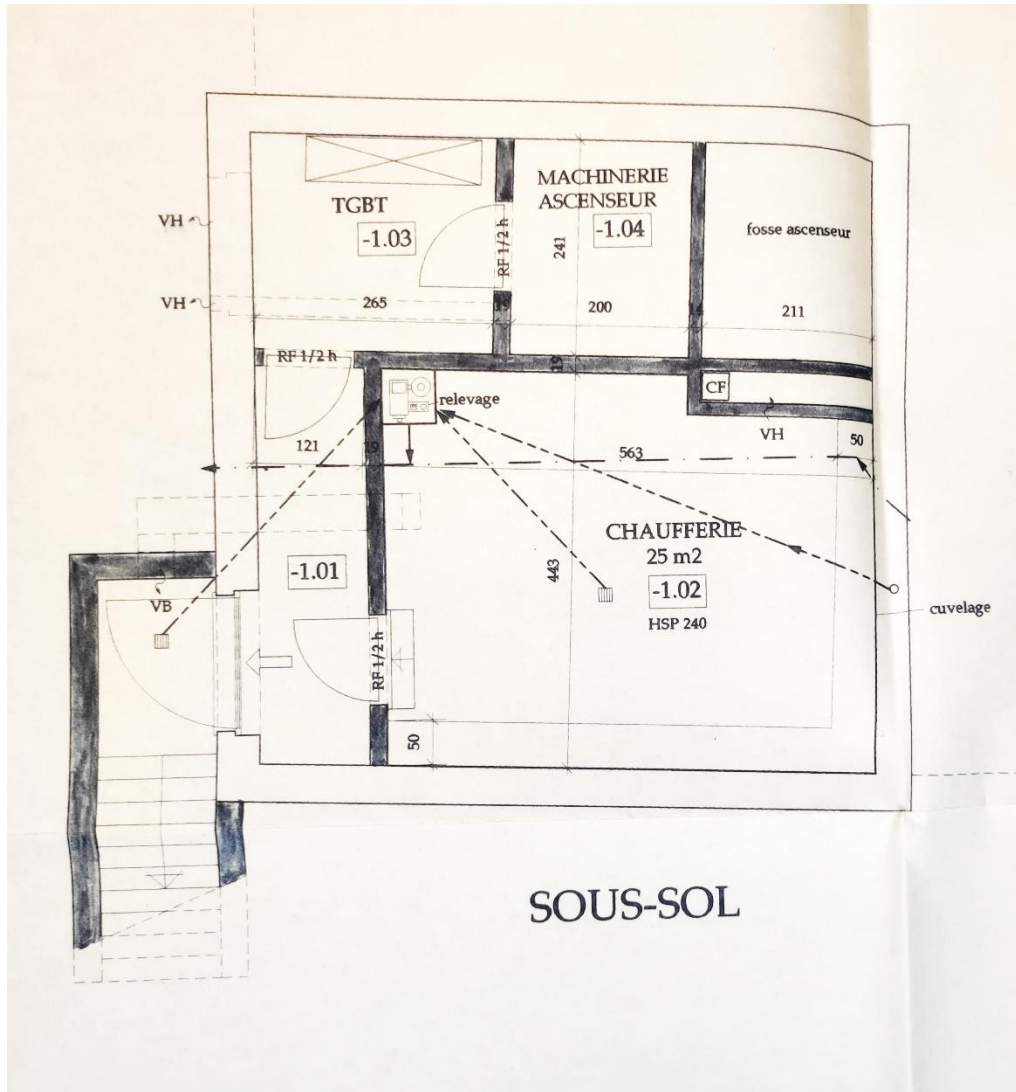 MACHINERIE
ASCENSEUR
-1.04
TGBT
-1.03
fosse ascenseur
VH
RF 1/2 h
241
VH
265
19
200
14
211
RF 1/2 h
19
CF
relevage
VH
121
19
563
50
CHAUFFERIE
25 m2
-1.02
HSP 240
443
-1.01
VB
cuvelage
RF 1/2 h
50
SOUS-SOL